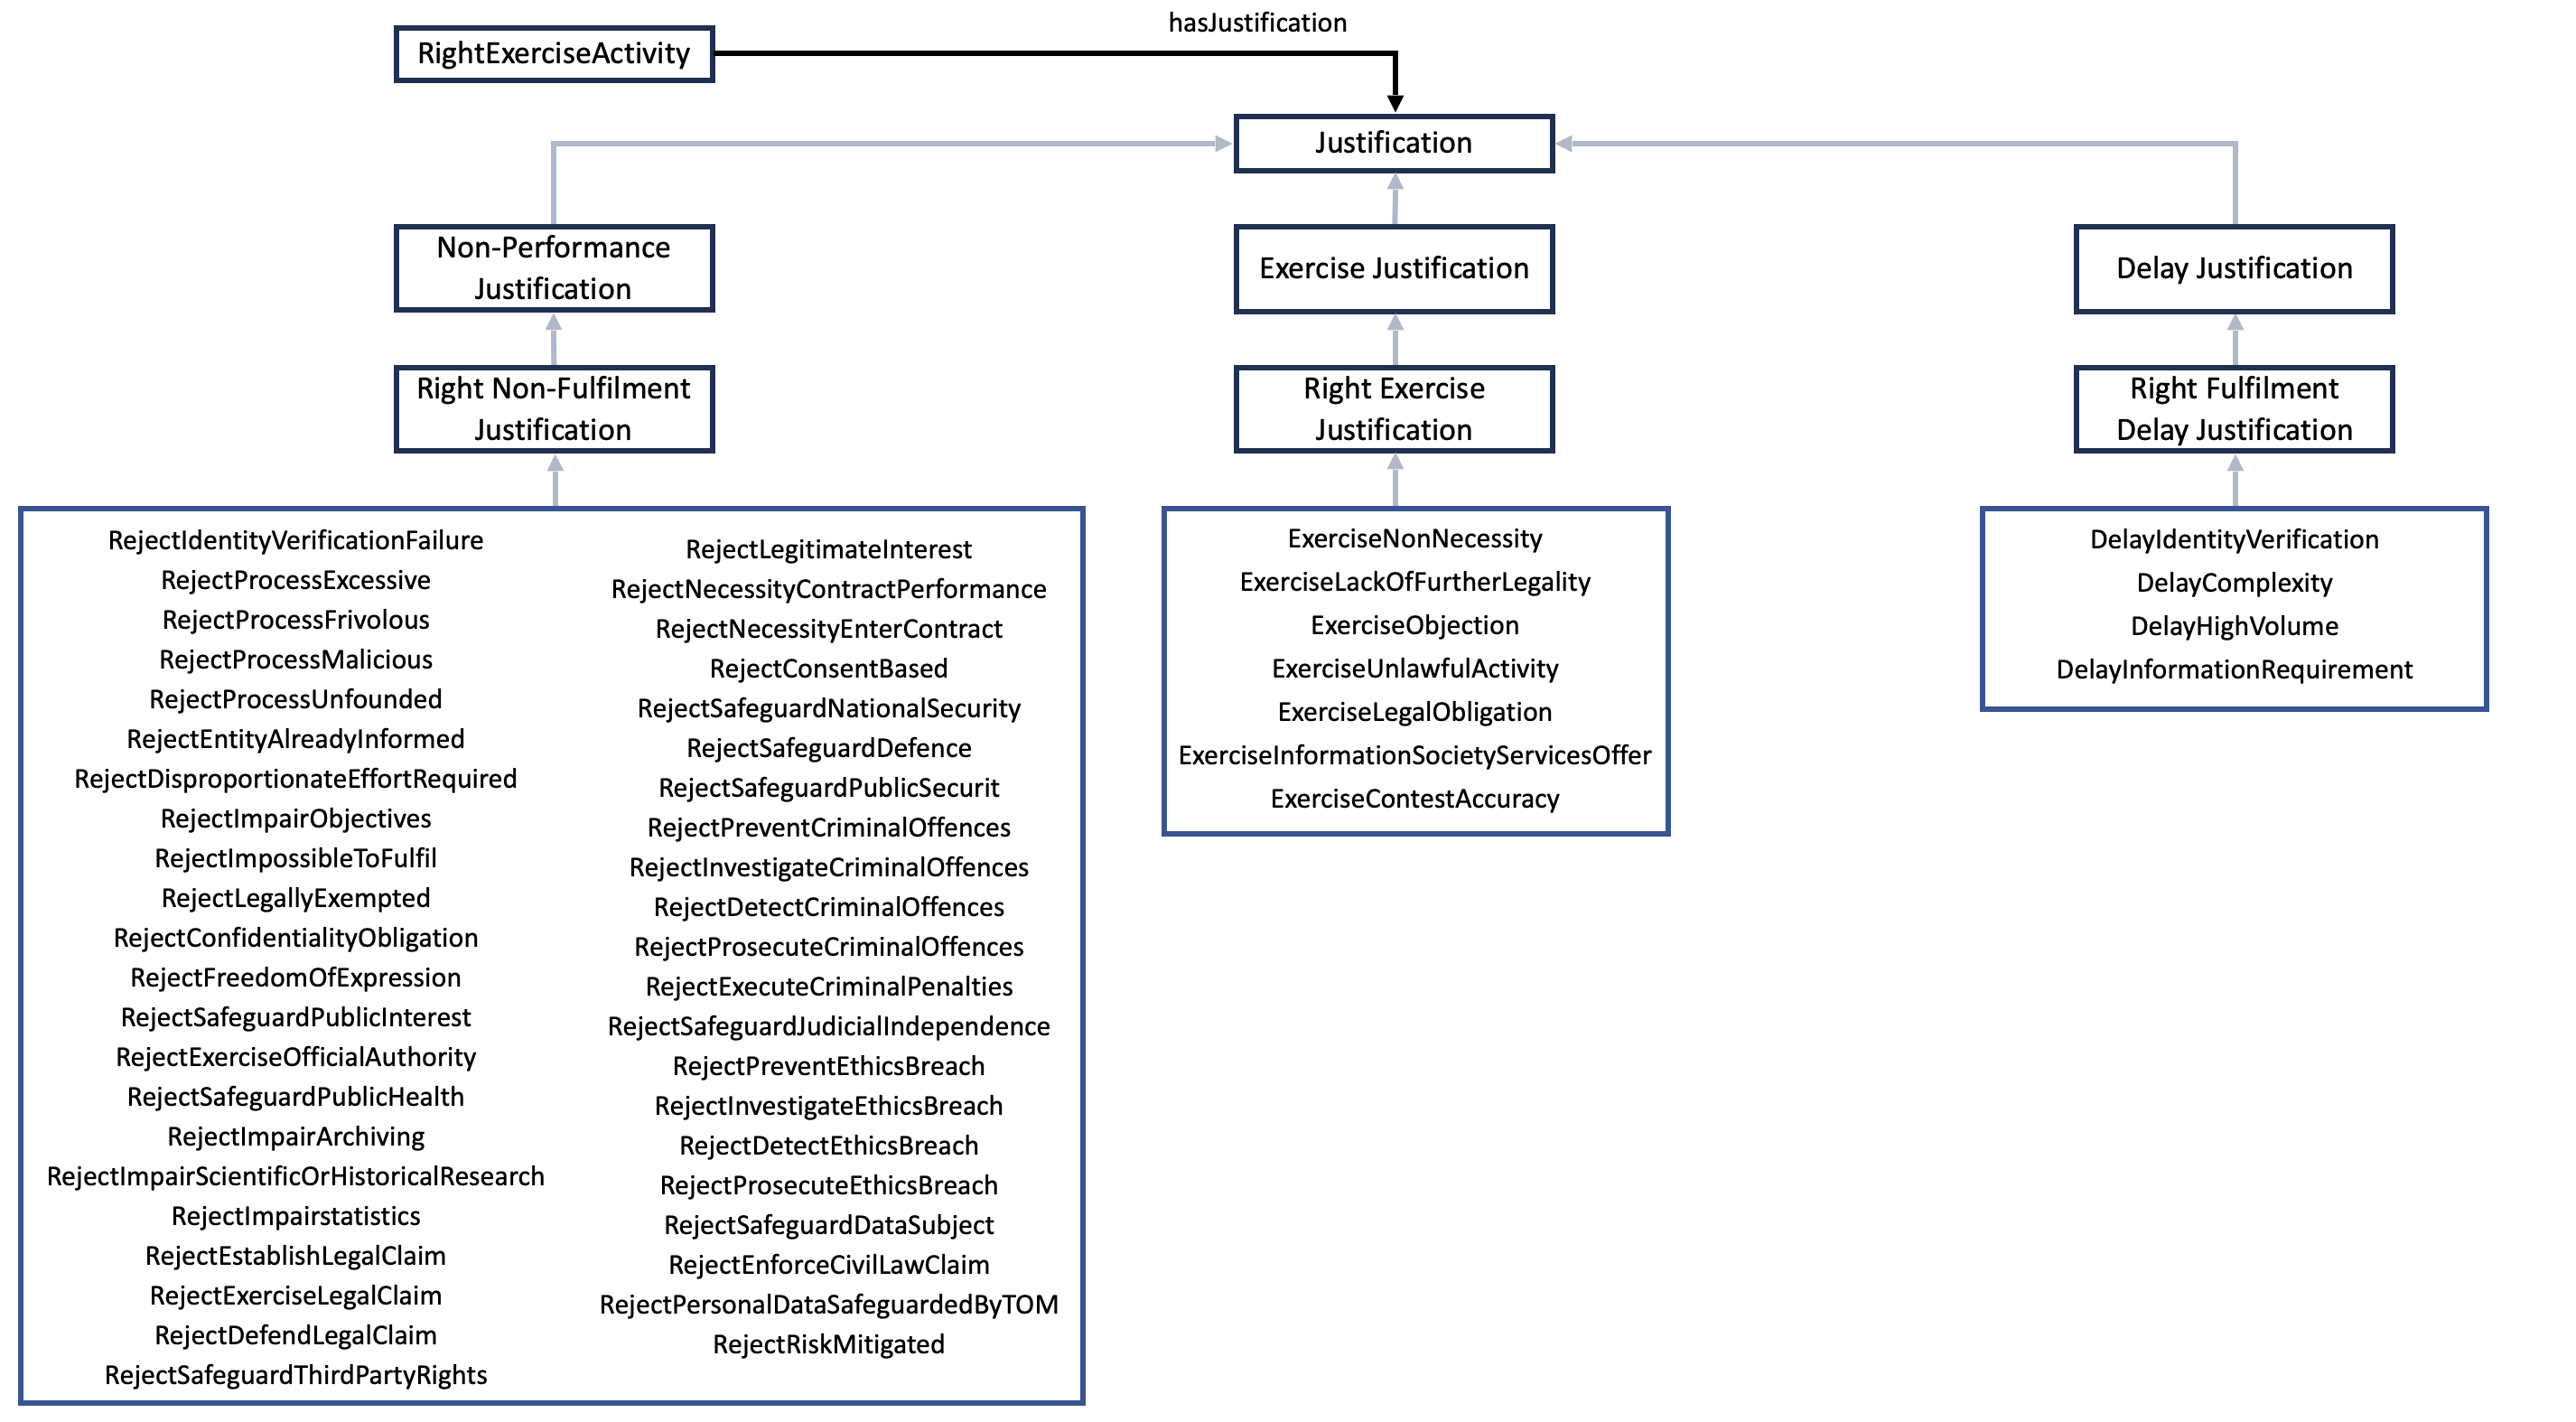 hasJustification
RightExerciseActivity
Justification
Non-Performance
Justification
Exercise Justification
Delay Justification
Right Non-Fulfilment
Justification
Right Exercise
Justification
Right Fulfilment
Delay Justification
RejectIdentityVerificationFailure
RejectProcessExcessive
RejectProcessFrivolous
RejectProcessMalicious
RejectProcessUnfounded
RejectEntityAlreadyInformed
RejectDisproportionateEffortRequired
RejectImpairObjectives
RejectImpossibleToFulfil
RejectLegallyExempted
RejectConfidentialityObligation
RejectFreedomOfExpression
RejectSafeguardPublicInterest
RejectExerciseOfficialAuthority
RejectSafeguardPublicHealth
RejectImpairArchiving
RejectImpairScientificOrHistoricalResearch
RejectImpairstatistics
RejectEstablishLegalClaim
RejectExerciseLegalClaim
RejectDefendLegalClaim
RejectSafeguardThirdPartyRights
RejectLegitimateInterest
RejectNecessityContractPerformance
RejectNecessityEnterContract
RejectConsentBased
RejectSafeguardNationalSecurity
RejectSafeguardDefence
RejectSafeguardPublicSecurit
RejectPreventCriminalOffences
RejectInvestigateCriminalOffences
RejectDetectCriminalOffences
RejectProsecuteCriminalOffences
RejectExecuteCriminalPenalties
RejectSafeguardJudicialIndependence
RejectPreventEthicsBreach
RejectInvestigateEthicsBreach
RejectDetectEthicsBreach
RejectProsecuteEthicsBreach
RejectSafeguardDataSubject
RejectEnforceCivilLawClaim
RejectPersonalDataSafeguardedByTOM
RejectRiskMitigated
ExerciseNonNecessity
ExerciseLackOfFurtherLegality
ExerciseObjection
ExerciseUnlawfulActivity
ExerciseLegalObligation
ExerciseInformationSocietyServicesOffer
ExerciseContestAccuracy
DelayIdentityVerification
DelayComplexity
DelayHighVolume
DelayInformationRequirement